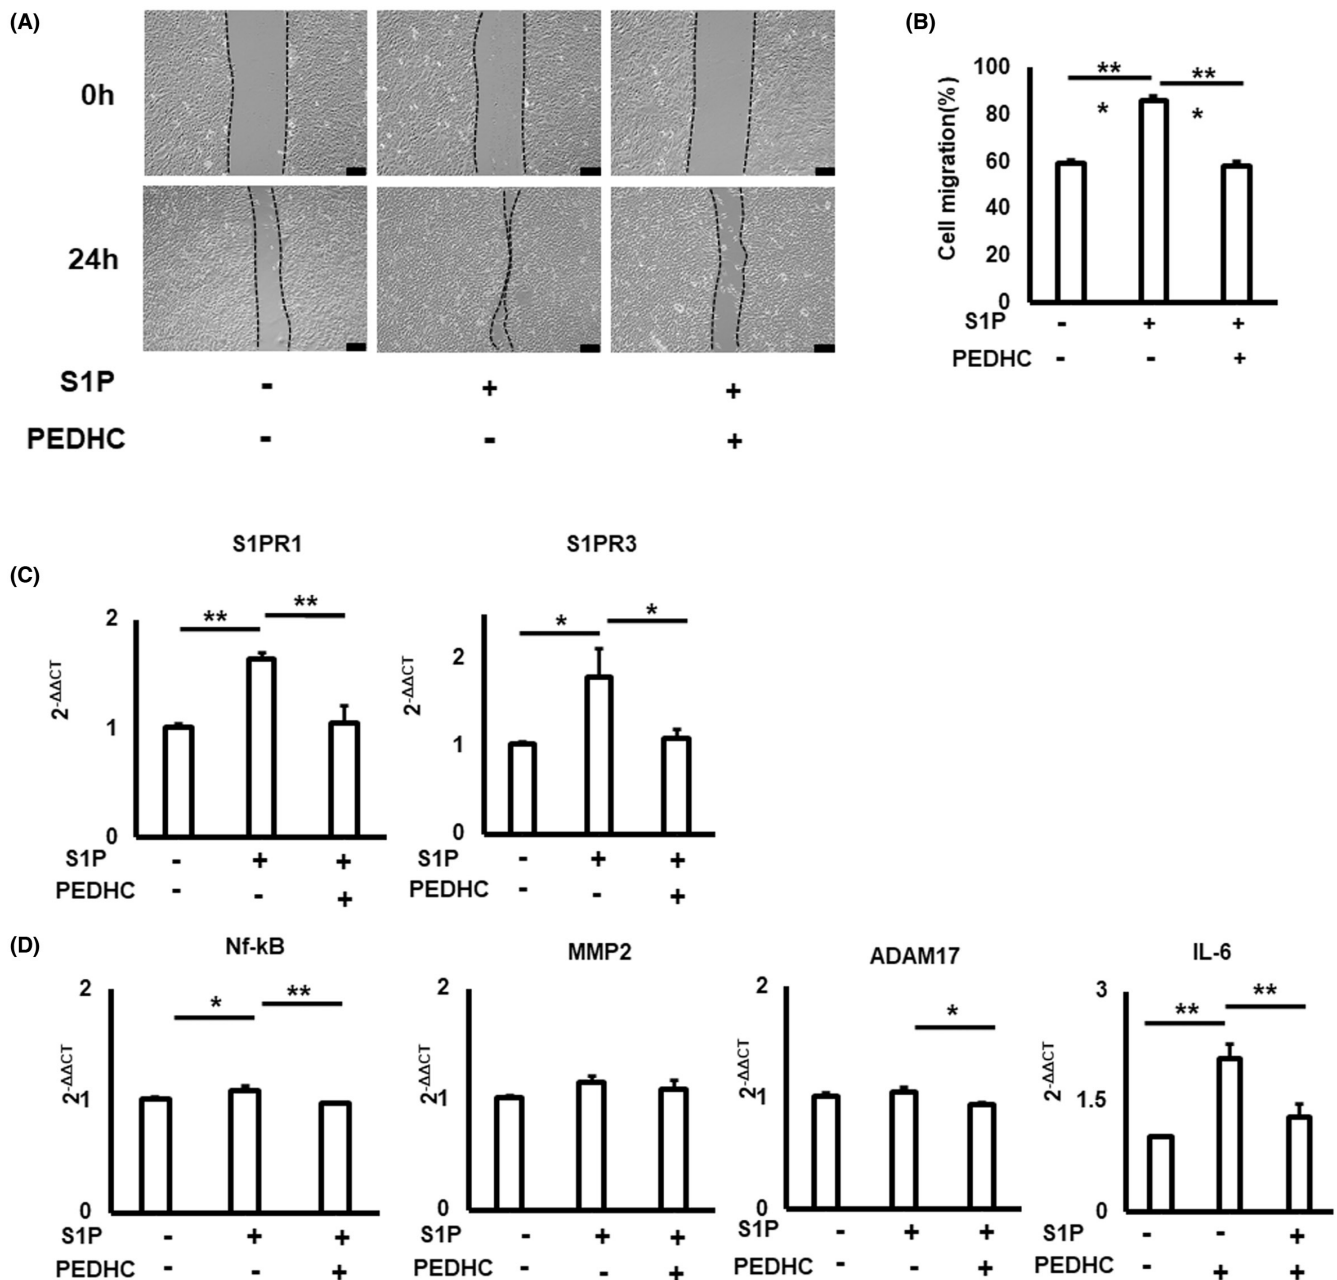 (A)
0h
24h
S1P - + +
PEDHC - - +
(B)
Cell migration(%)
100
80
60
40
20
0
** **
* *
S1P - + +
PEDHC - - +
(C)
S1PR1
2-ΔΔCT
2
1
0
** **
S1P - + +
PEDHC - - +
S1PR3
2-ΔΔCT
2
1
0
* *
S1P - + +
PEDHC - - +
(D)
Nf-kB
2-ΔΔCT
2
1
0
* **
S1P - + +
PEDHC - - +
MMP2
2-ΔΔCT
2
1
0
S1P - + +
PEDHC - - +
ADAM17
2-ΔΔCT
2
1
0
*
S1P - + +
PEDHC - - +
IL-6
2-ΔΔCT
3
1.5
0
** **
S1P - - +
PEDHC - + +